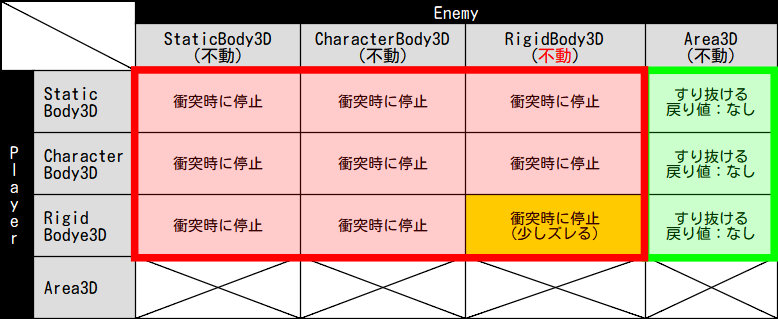 Enemy
StaticBody3D CharacterBody3D RigidBody3D Area3D
(不動) (不動) (不動) (不動)
Player
Static
Body3D
衝突時に停止 衝突時に停止 衝突時に停止
すり抜ける
戻り値：なし
Character
Body3D
衝突時に停止 衝突時に停止 衝突時に停止
すり抜ける
戻り値：なし
Rigid
Bodye3D
衝突時に停止 衝突時に停止
衝突時に停止
(少しズレる)
すり抜ける
戻り値：なし
Area3D